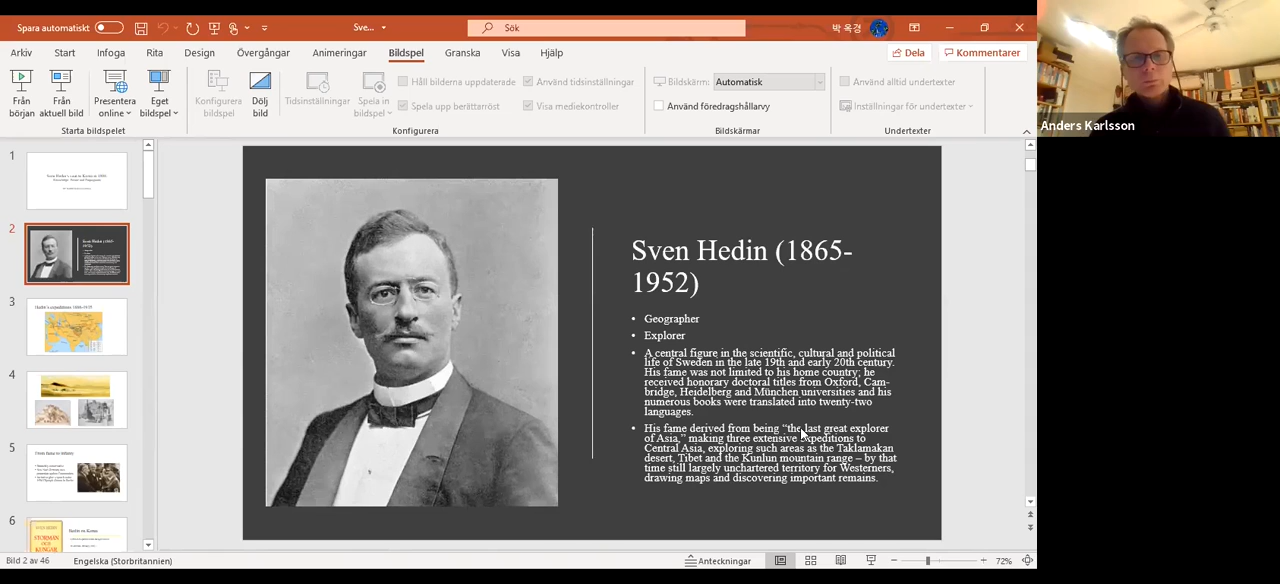 Spara automatiskt
Sve...
Sök
박 옥경
Arkiv Start Infoga Rita Design Övergångar Animeringar Bildspel Granska Visa Hjälp
Dela
Kommentarer
Från början
Från aktuell bild
Presentera online
Eget bildspel
Konfigurera bildspel
Dölj bild
Tidsinställningar
Spela in bildspel
Håll bilderna uppdaterade
Spela upp berättarröst
Använd tidsinställningar
Visa mediekontroller
Bildskärm: Automatisk
Använd föredragshållarvy
Använd alltid undertexter
Inställningar för undertexter
Starta bildspelet
Konfigurera
Bildskärmar
Undertexter
Anders Karlsson
1
2
3
4
5
6
Sven Hedin (1865-
1952)
• Geographer
• Explorer
• A central figure in the scientific, cultural and political
life of Sweden in the late 19th and early 20th century.
His fame was not limited to his home country; he
received honorary doctoral titles from Oxford, Cam-
bridge, Heidelberg and München universities and his
numerous books were translated into twenty-two
languages.
• His fame derived from being “the last great explorer
of Asia,” making three extensive expeditions to
Central Asia, exploring such areas as the Taklamakan
desert, Tibet and the Kunlun mountain range – by that
time still largely unchartered territory for Westerners,
drawing maps and discovering important remains.
Bild 2 av 46
Engelska (Storbritannien)
Anteckningar
72%